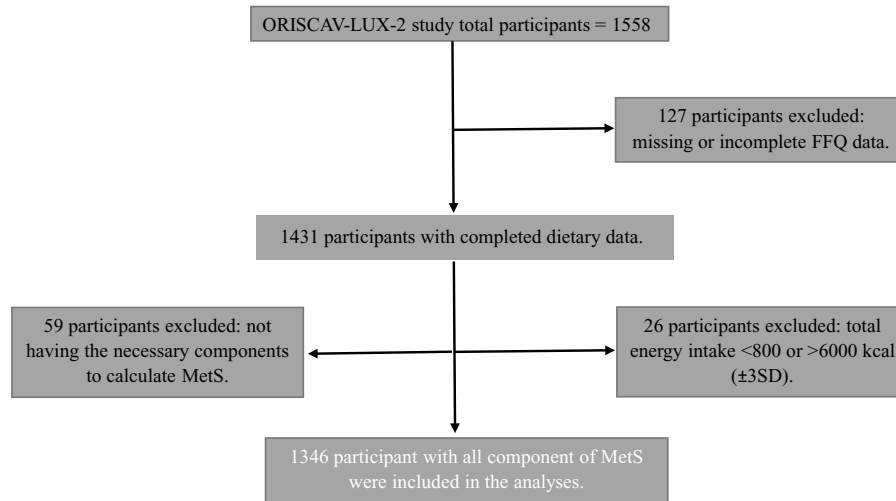 ORISCAV-LUX-2 study total participants = 1558
127 participants excluded:
missing or incomplete FFQ data.
1431 participants with completed dietary data.
59 participants excluded: not
having the necessary components
to calculate MetS.
26 participants excluded: total
energy intake <800 or >6000 kcal
(±3SD).
1346 participant with all component of MetS
were included in the analyses.